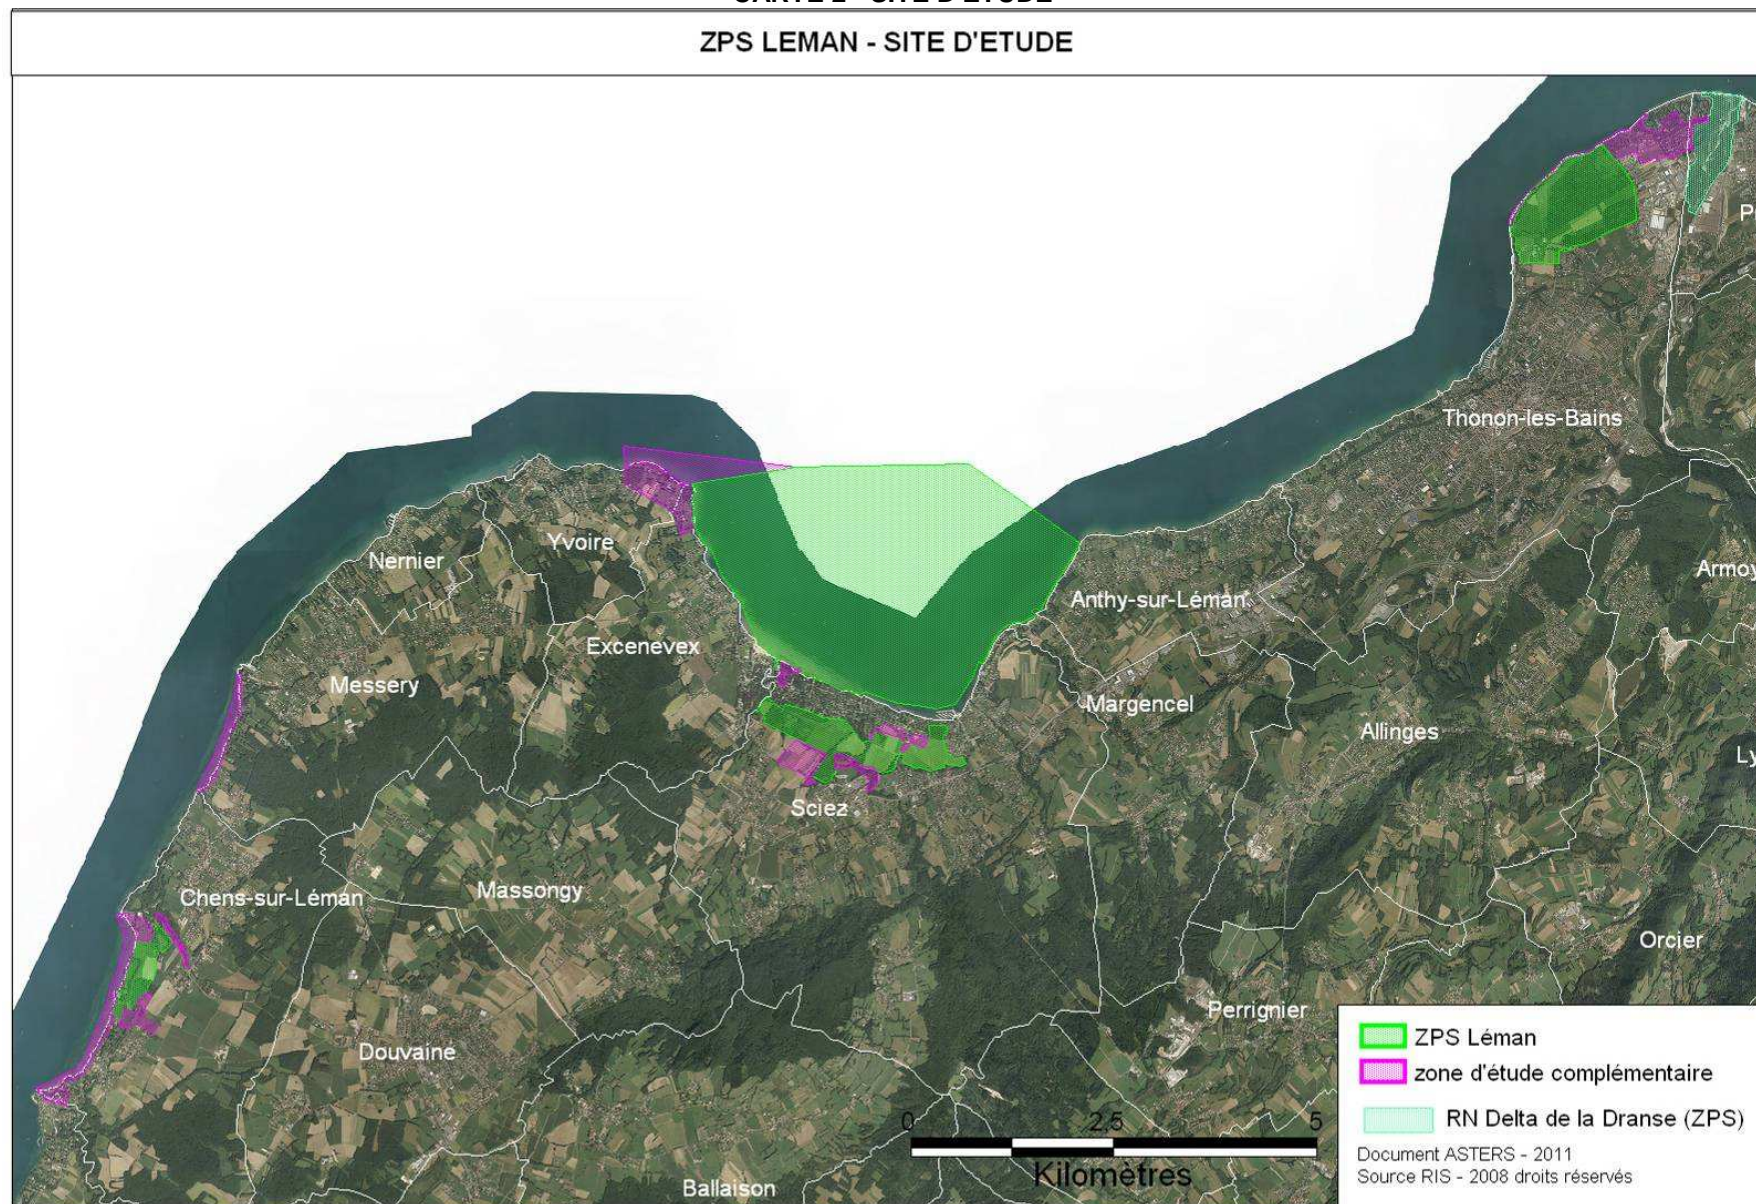 ZPS LEMAN - SITE D'ETUDE
Thonon-les-Bains
Yvoire
Nernier
Armoy
Anthy-sur-Léman
Excenevex
Messery
Margencel
Allinges
Sciez
Massongy
Chens-sur-Léman
Orcier
Perrignier
Douvaine
Ballaison
ZPS Léman
zone d'étude complémentaire
RN Delta de la Dranse (ZPS)
0 2,5 5
Kilomètres
Document ASTERS - 2011
Source RIS - 2008 droits réservés